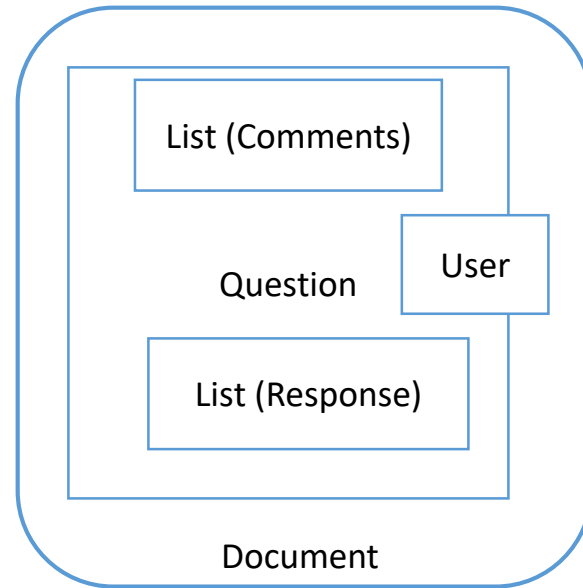 List (Comments)
User
Question
List (Response)
Document